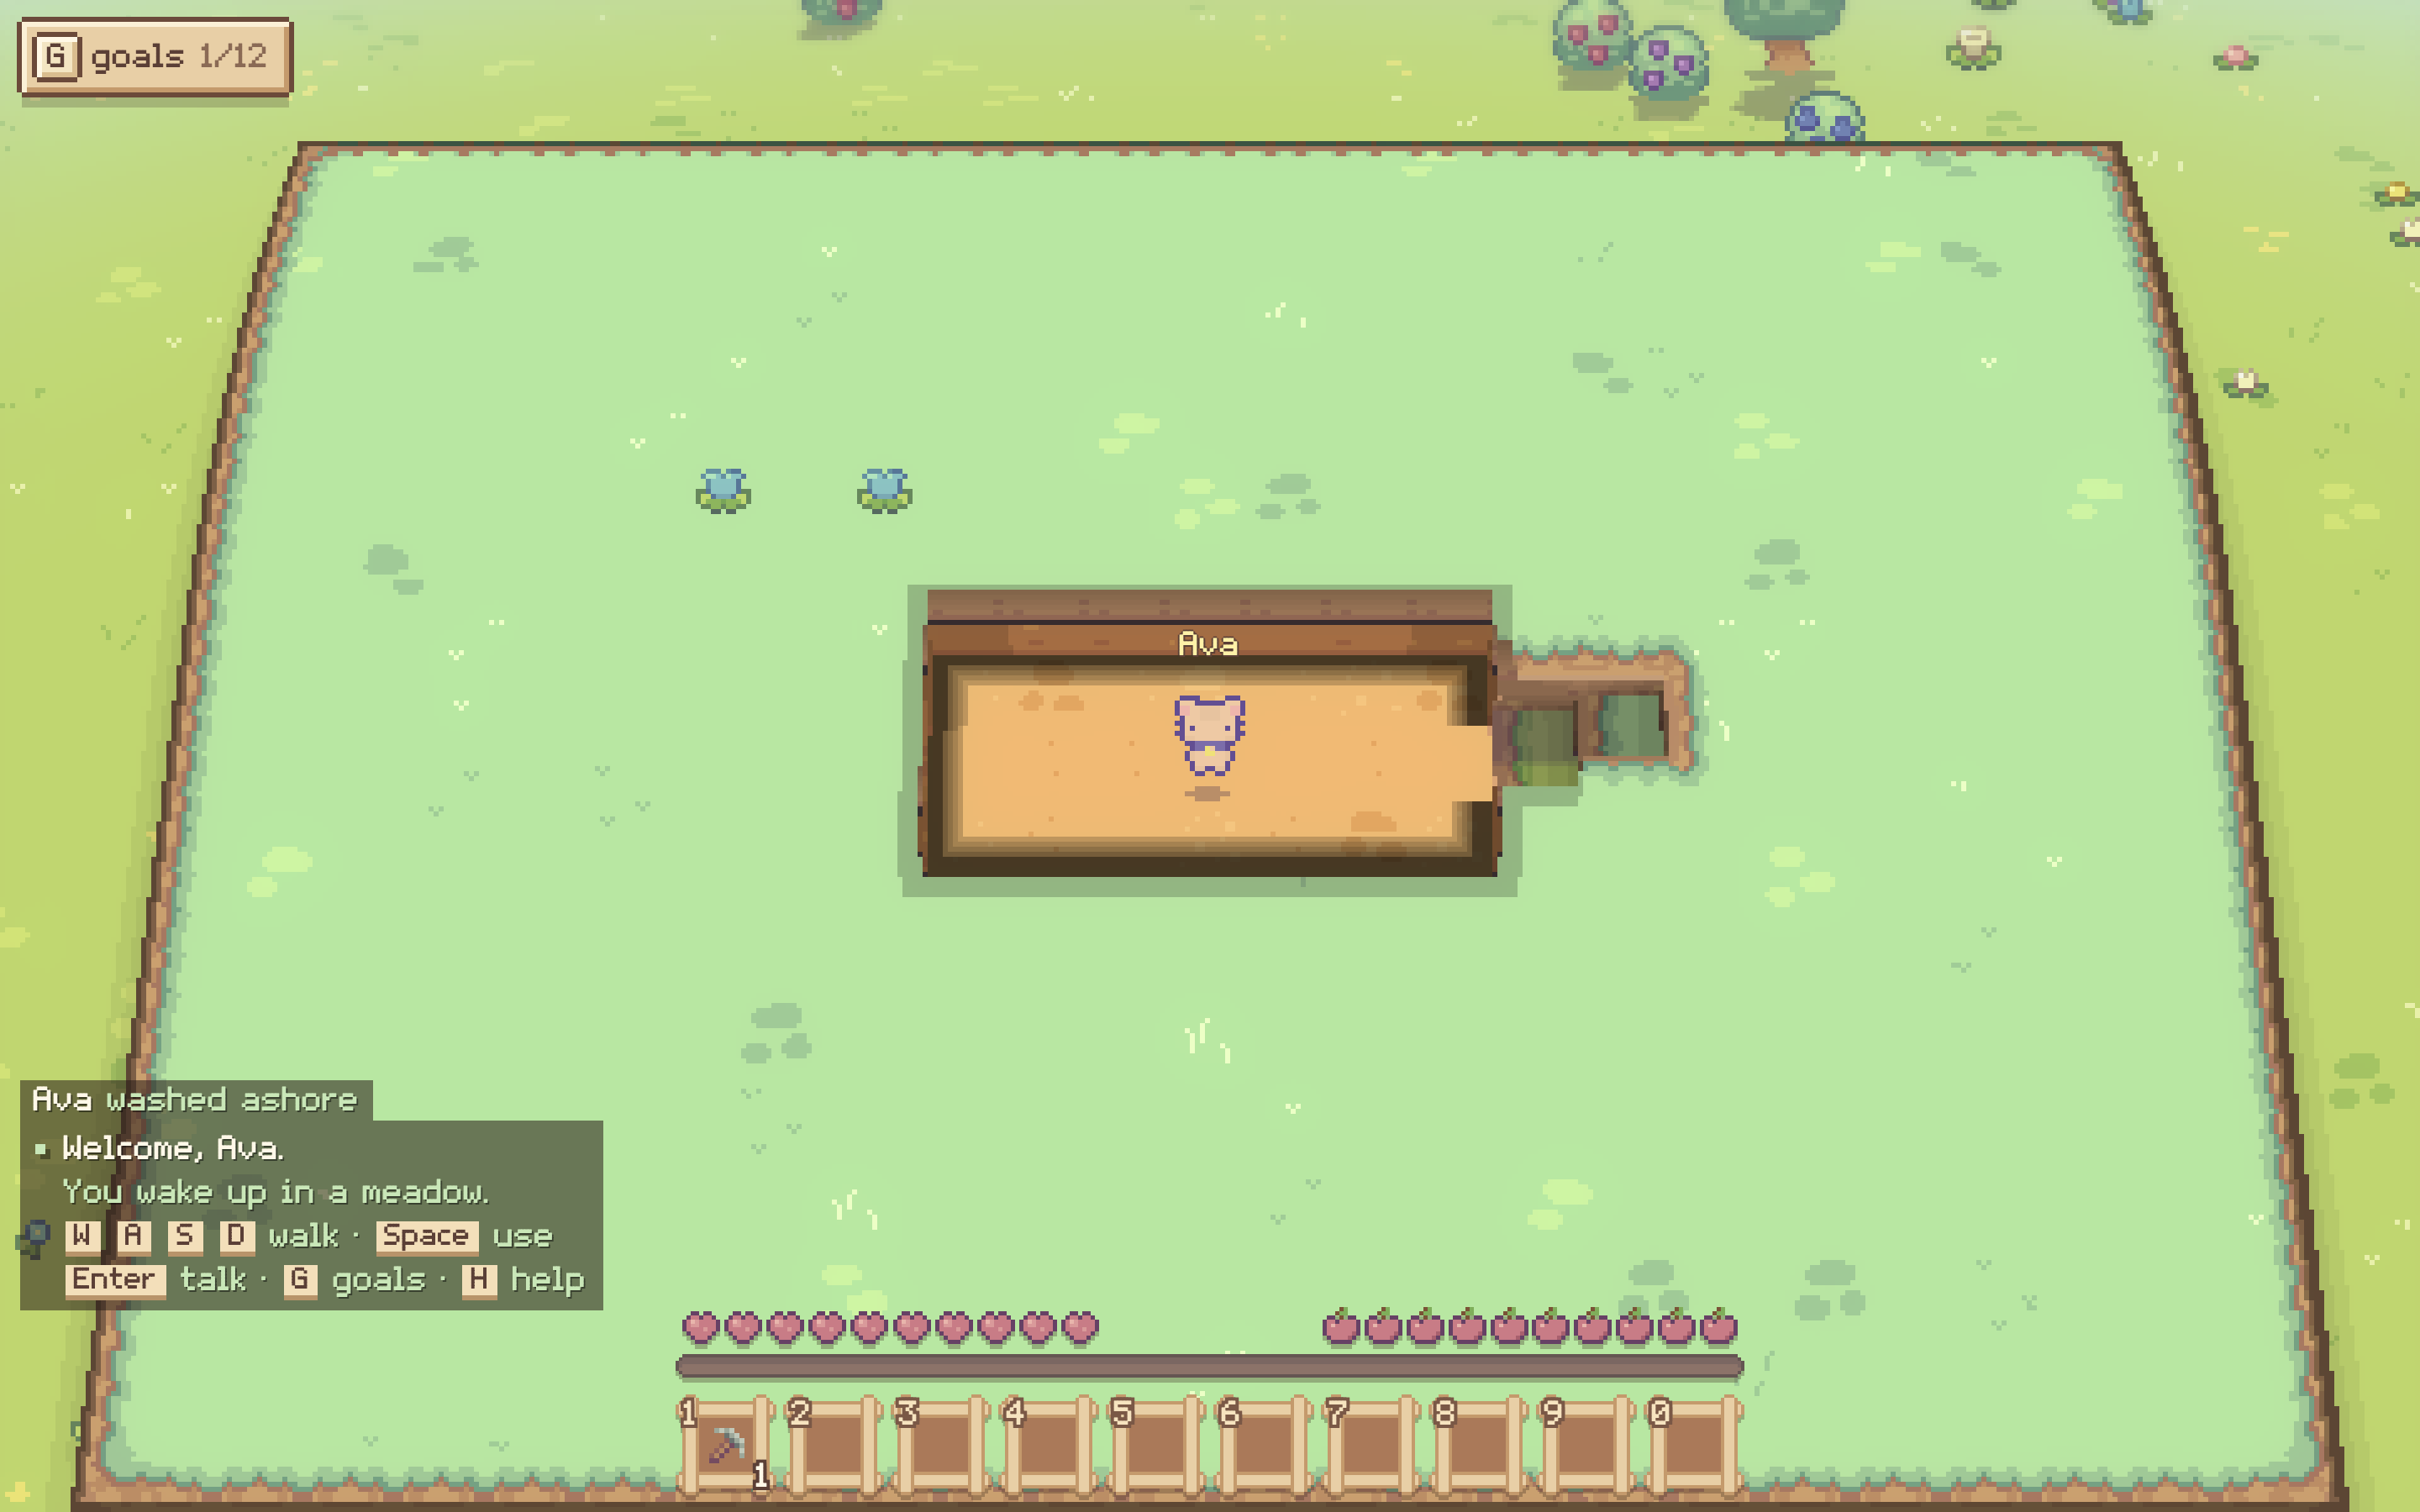 G goals 1/12
Ava
Ava washed ashore
Welcome, Ava.
You wake up in a meadow.
W A S D walk · Space use
Enter talk · G goals · H help
1 2 3 4 5 6 7 8 9 0
1